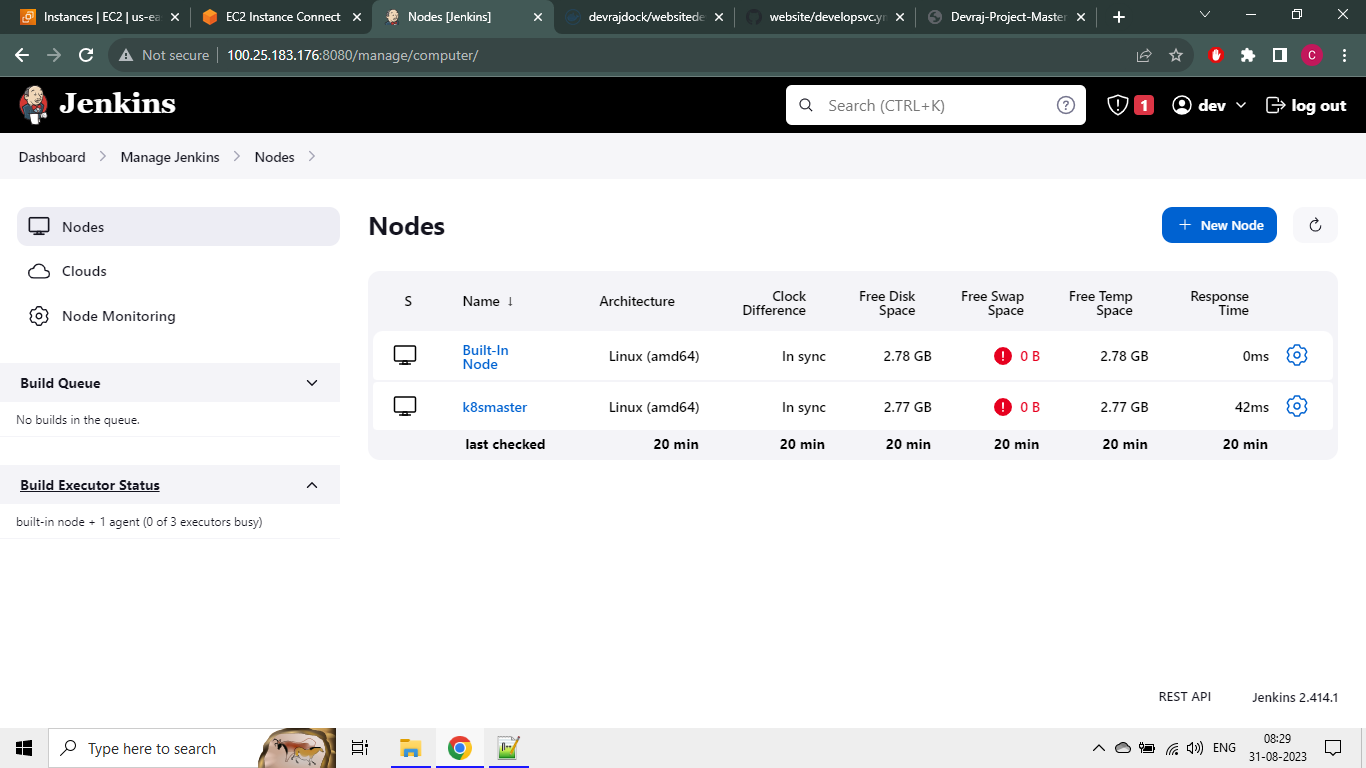 Instances | EC2 | us-ea
EC2 Instance Connect
Nodes [Jenkins]
devrajdock/websitede
website/developsvc.yn
Devraj-Project-Master
Not secure
100.25.183.176:8080/manage/computer/
C
Jenkins
Search (CTRL+K)
1
dev
log out
Dashboard
Manage Jenkins
Nodes
Nodes
Clouds
Node Monitoring
Build Queue
No builds in the queue.
Build Executor Status
built-in node + 1 agent (0 of 3 executors busy)
Nodes
+ New Node
S
Name ↓
Architecture
Clock
Difference
Free Disk
Space
Free Swap
Space
Free Temp
Space
Response
Time
Built-In
Node
Linux (amd64)
In sync
2.78 GB
0 B
2.78 GB
0ms
k8smaster
Linux (amd64)
In sync
2.77 GB
0 B
2.77 GB
42ms
last checked
20 min
20 min
20 min
20 min
20 min
20 min
REST API
Jenkins 2.414.1
Type here to search
ENG
08:29
31-08-2023